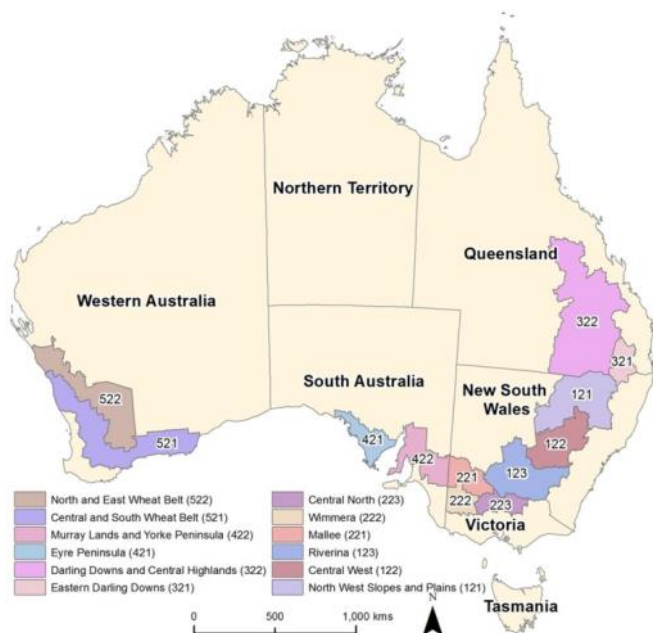 Northern Territory
Queensland
Western Australia
322
321
South Australia
New South
Wales
121
522
521
421
422
122
123
221
222
223
Victoria
North and East Wheat Belt (522)
Central and South Wheat Belt (521)
Murray Lands and Yorke Peninsula (422)
Eyre Peninsula (421)
Darling Downs and Central Highlands (322)
Eastern Darling Downs (321)
Central North (223)
Wimmera (222)
Mallee (221)
Riverina (123)
Central West (122)
North West Slopes and Plains (121)
N
Tasmania
0 500 1,000 kms